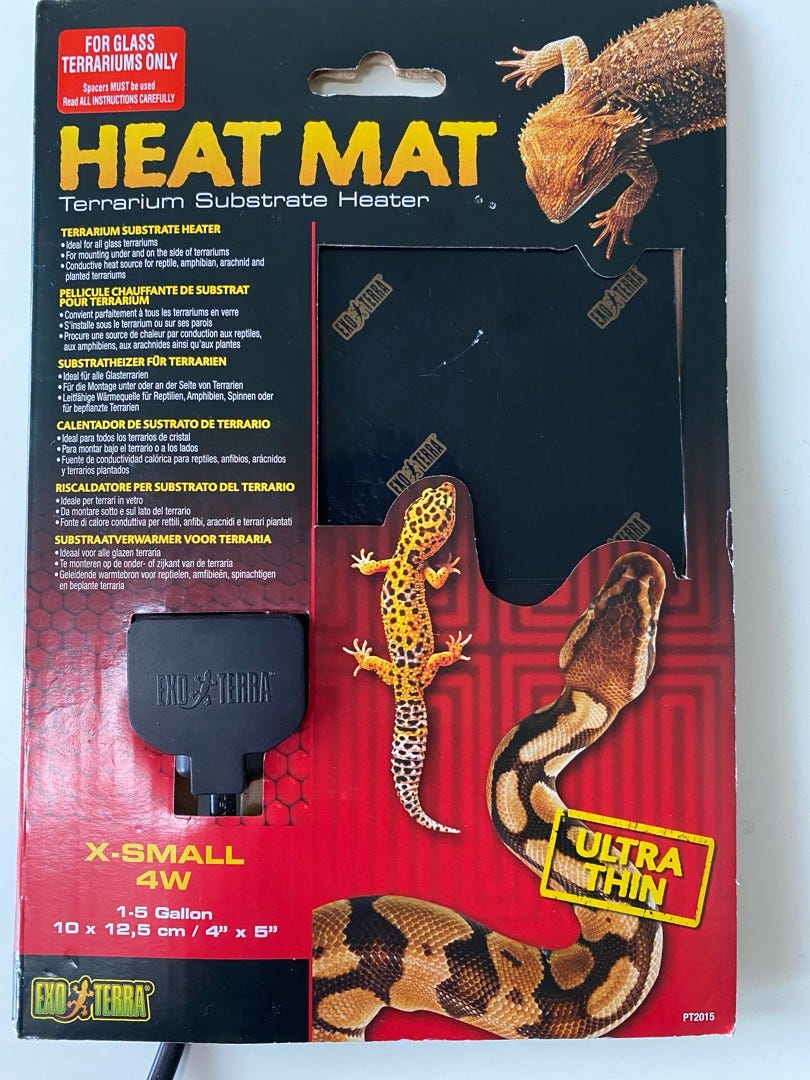 FOR GLASS
TERRARIUMS ONLY
Spacers MUST be used
Read ALL INSTRUCTIONS CAREFULLY
HEAT MAT
Terrarium Substrate Heater
TERRARIUM SUBSTRATE HEATER
• Ideal for all glass terrariums
• For mounting under and on the side of terrariums
• Conductive heat source for reptile, amphibian, arachnid and
planted terrariums
PELLICULE CHAUFFANTE DE SUBSTRAT
POUR TERRARIUM
• Convient parfaitement à tous les terrariums en verre
• S'installe sous le terrarium ou sur ses parois
• Procure une source de chaleur par conduction aux reptiles,
aux amphibiens, aux arachnides ainsi qu'aux plantes
SUBSTRATHEIZER FÜR TERRARIEN
• Ideal für alle Glasterrarien
• Für die Montage unter oder an der Seite von Terrarien
• Leitfähige Wärmequelle für Reptilien, Amphibien, Spinnen oder
für bepflanzte Terrarien
CALENTADOR DE SUSTRATO DE TERRARIO
• Ideal para todos los terrarios de cristal
• Para montar bajo el terrario o a los lados
• Fuente de conductividad calórica para reptiles, anfibios, arácnidos
y terrarios plantados
RISCALDATORE PER SUBSTRATO DEL TERRARIO
• Ideale per terrari in vetro
• Da montare sotto e sul lato del terrario
• Fonte di calore conduttiva per rettili, anfibi, aracnidi e terrari piantati
SUBSTRAATVERWARMER VOOR TERRARIA
• Ideaal voor alle glazen terraria
• Te monteren op de onder- of zijkant van de terraria
• Geleidende warmtebron voor reptielen, amfibieën, spinachtigen
en beplante terraria
EXO TERRA
EXO TERRA
EXO TERRA
TERRA
EXO TERRA™
X-SMALL
4W
1-5 Gallon
10 x 12,5 cm / 4" x 5"
ULTRA
THIN
EXO TERRA®
PT2015